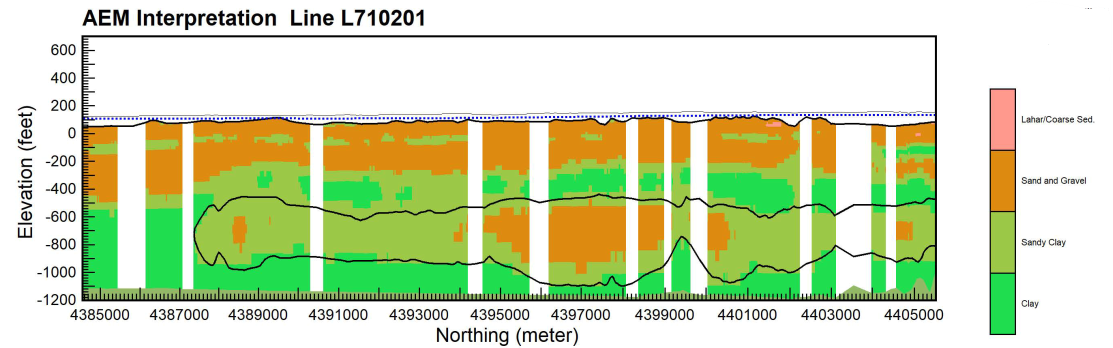 AEM Interpretation Line L710201
600
400
200
0
-200
-400
-600
-800
-1000
-1200
Elevation (feet)
4385000 4387000 4389000 4391000 4393000 4395000 4397000 4399000 4401000 4403000 4405000
Northing (meter)
Lahar/Coarse Sed.
Sand and Gravel
Sandy Clay
Clay